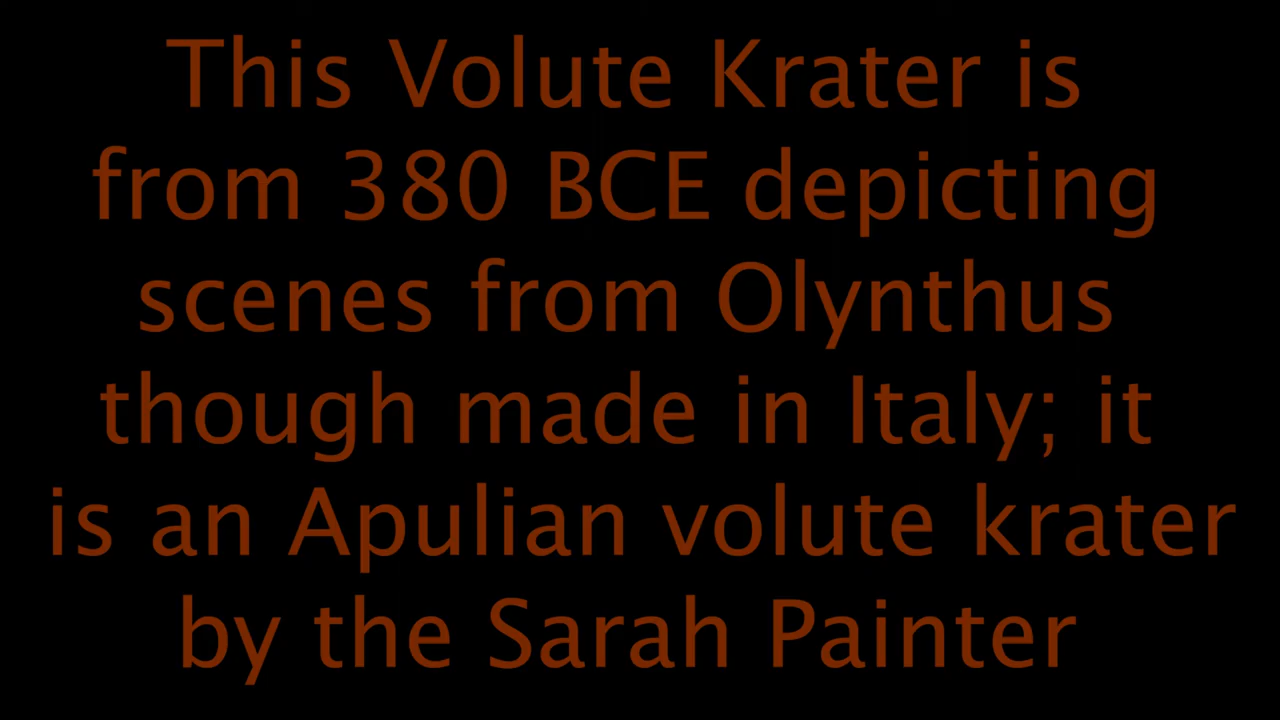 This Volute Krater is
from 380 BCE depicting
scenes from Olynthus
though made in Italy; it
is an Apulian volute krater
by the Sarah Painter